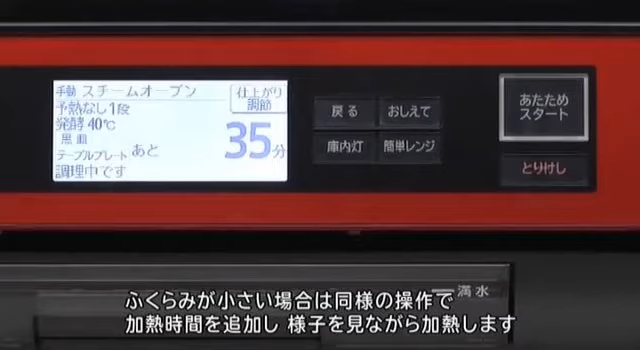 手動 スチームオーブン
仕上がり
調節
予熱なし1段
発酵 40℃
黒皿
テーブルプレート あと 35分
調理中です
戻る おしえて
庫内灯 簡単レンジ
あたため
スタート
とりけし
満水
ふくらみが小さい場合は同様の操作で
加熱時間を追加し 様子を見ながら加熱します